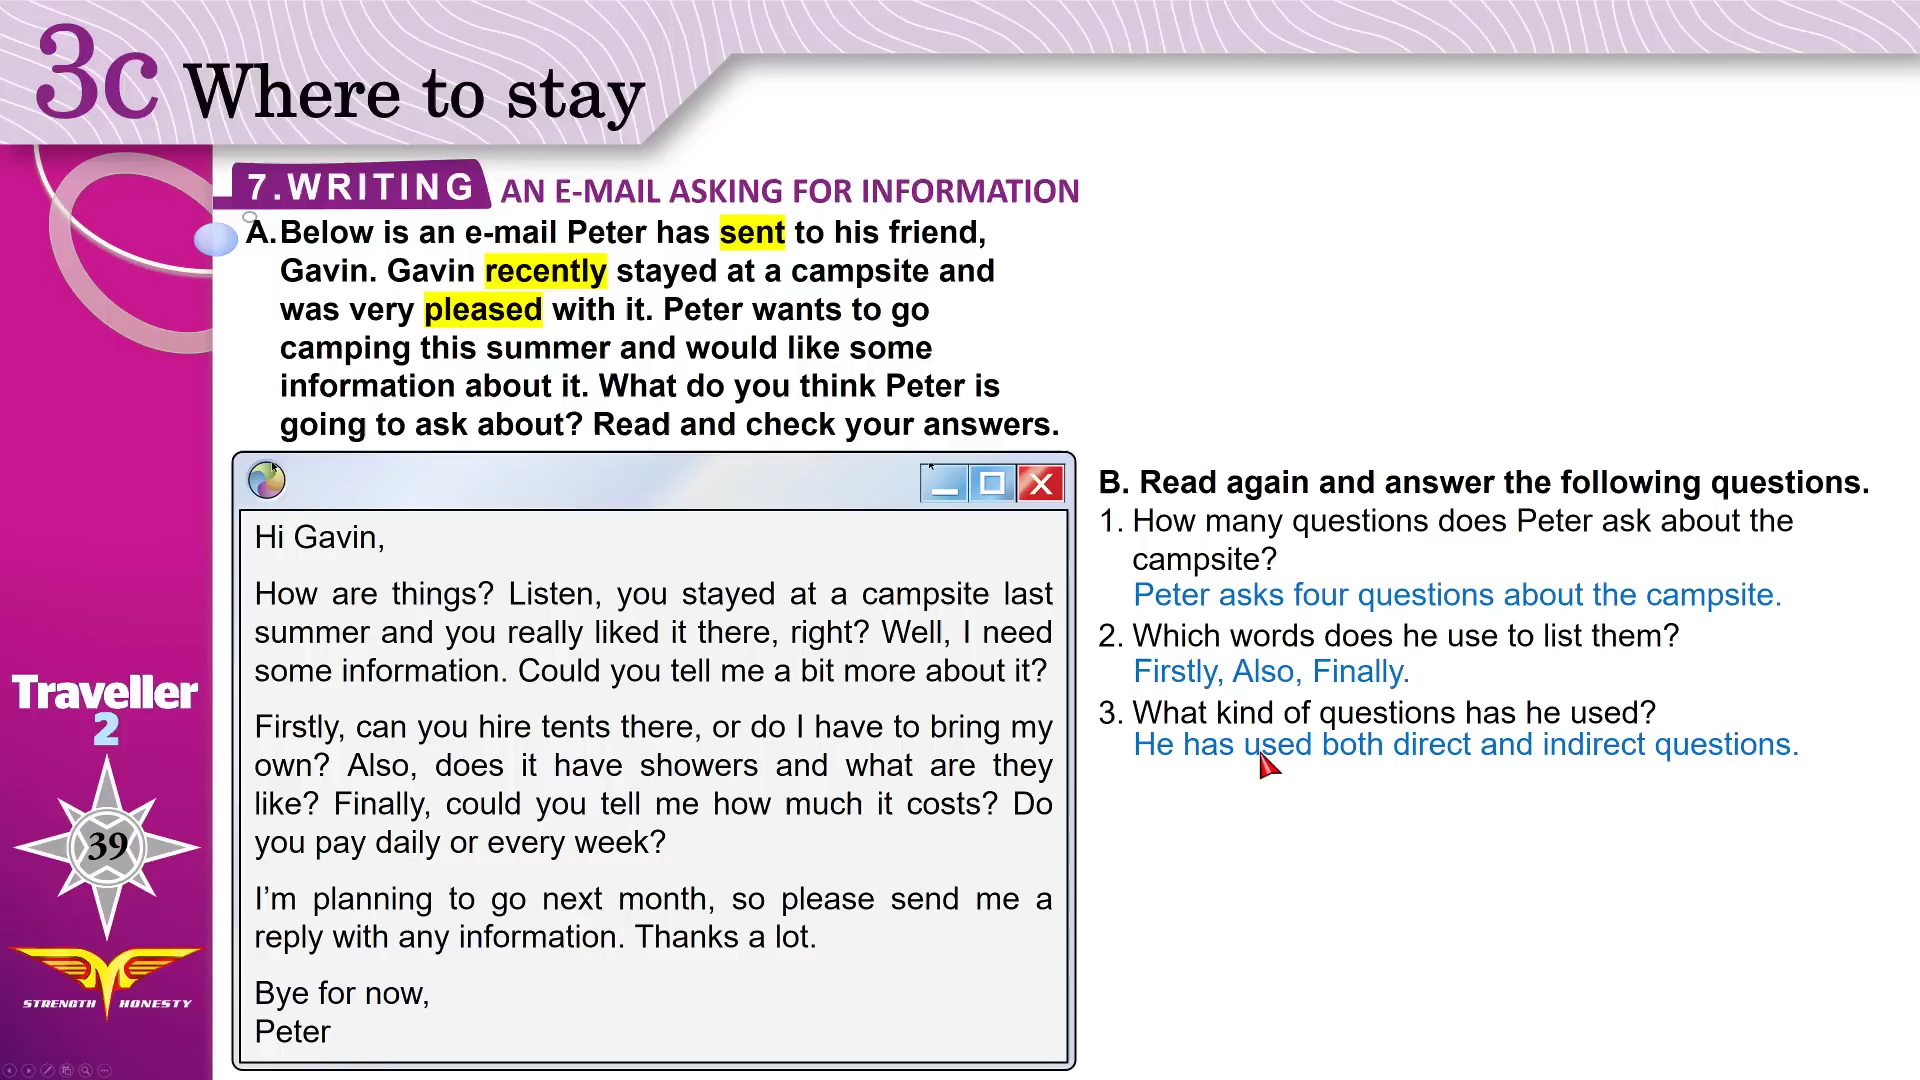 3c Where to stay
7.WRITING AN E-MAIL ASKING FOR INFORMATION
A.Below is an e-mail Peter has sent to his friend,
Gavin. Gavin recently stayed at a campsite and
was very pleased with it. Peter wants to go
camping this summer and would like some
information about it. What do you think Peter is
going to ask about? Read and check your answers.
Hi Gavin,
How are things? Listen, you stayed at a campsite last
summer and you really liked it there, right? Well, I need
some information. Could you tell me a bit more about it?
Firstly, can you hire tents there, or do I have to bring my
own? Also, does it have showers and what are they
like? Finally, could you tell me how much it costs? Do
you pay daily or every week?
I’m planning to go next month, so please send me a
reply with any information. Thanks a lot.
Bye for now,
Peter
B. Read again and answer the following questions.
1. How many questions does Peter ask about the
campsite?
Peter asks four questions about the campsite.
2. Which words does he use to list them?
Firstly, Also, Finally.
3. What kind of questions has he used?
He has used both direct and indirect questions.
Traveller
2
39
STRENGTH HONESTY